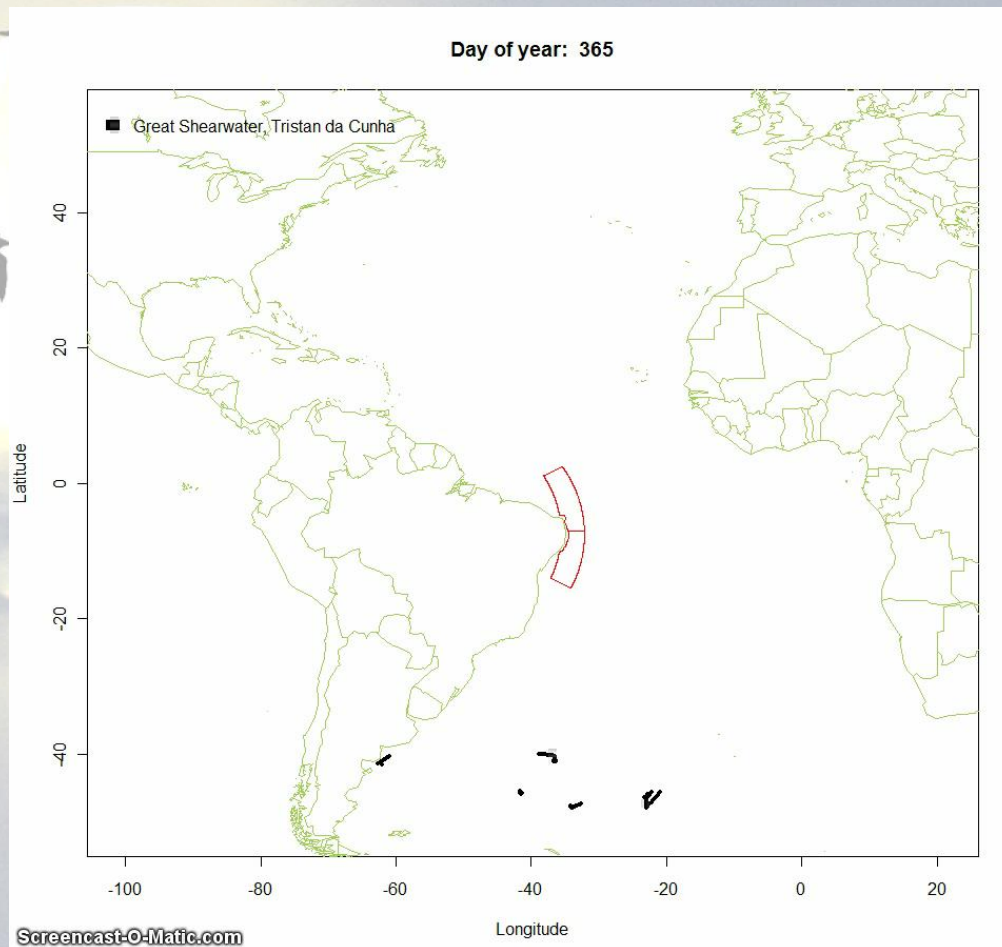 Day of year: 365
Great Shearwater, Tristan da Cunha
Latitude
40
20
0
-20
-40
-100
-80
-60
-40
-20
0
20
Longitude
Screencast-O-Matic.com